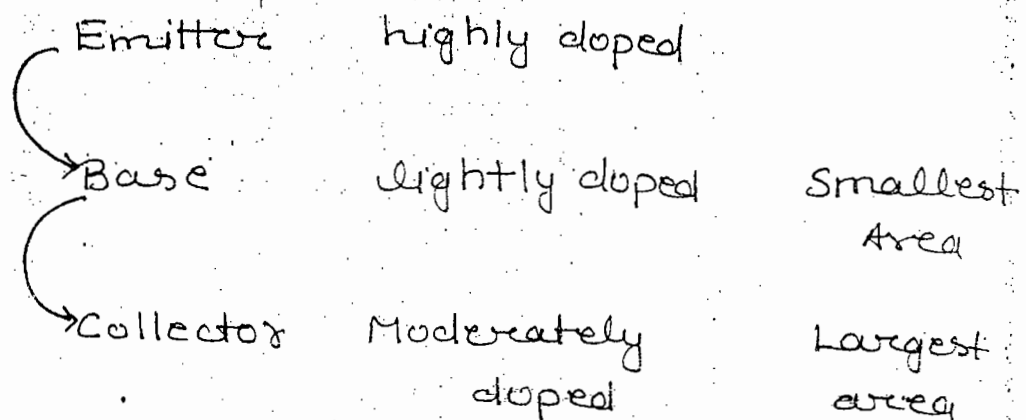 Emitter highly doped
Base lightly doped Smallest
Area
Collector Moderately Largest
doped area